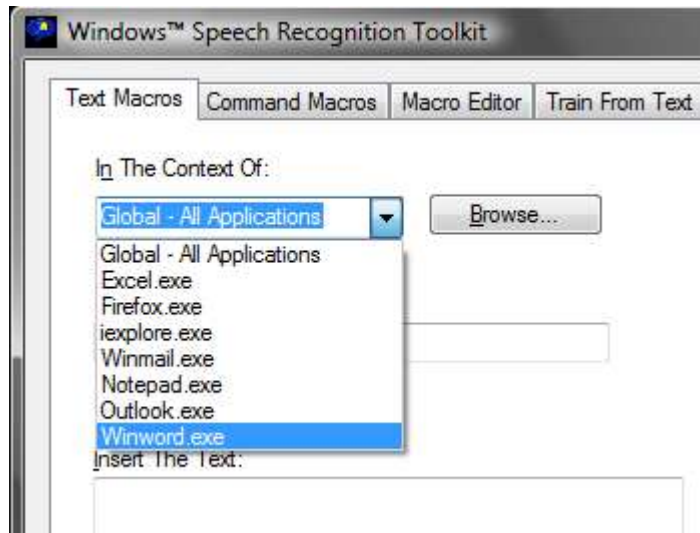 Windows™ Speech Recognition Toolkit
Text Macros Command Macros Macro Editor Train From Text
In The Context Of:
Global - All Applications Browse...
Global - All Applications
Excel.exe
Firefox.exe
iexplore.exe
Winmail.exe
Notepad.exe
Outlook.exe
Winword.exe
Insert The Text: